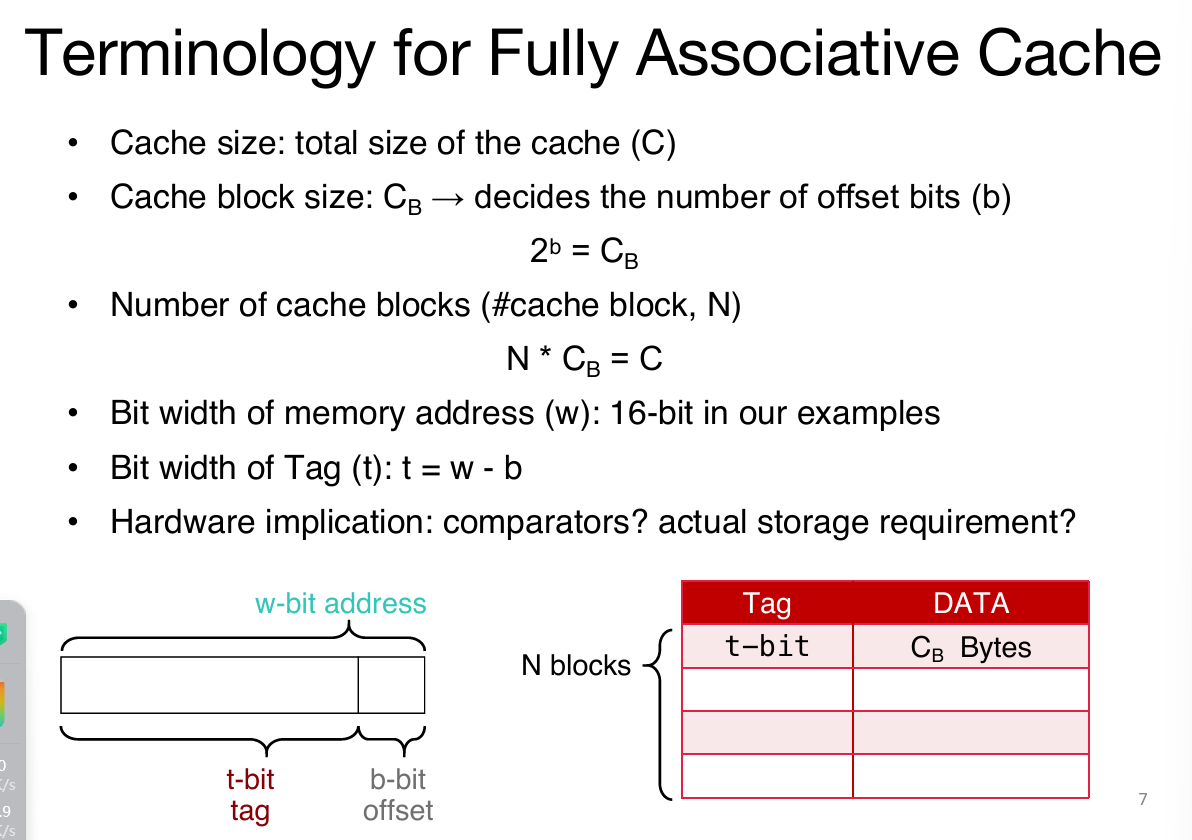 Terminology for Fully Associative Cache
• Cache size: total size of the cache (C)
• Cache block size: C_B → decides the number of offset bits (b)
2^b = C_B
• Number of cache blocks (#cache block, N)
N * C_B = C
• Bit width of memory address (w): 16-bit in our examples
• Bit width of Tag (t): t = w - b
• Hardware implication: comparators? actual storage requirement?
w-bit address
t-bit
tag
b-bit
offset
N blocks
Tag DATA
t-bit C_B Bytes
0
K/s
.9
K/s
7